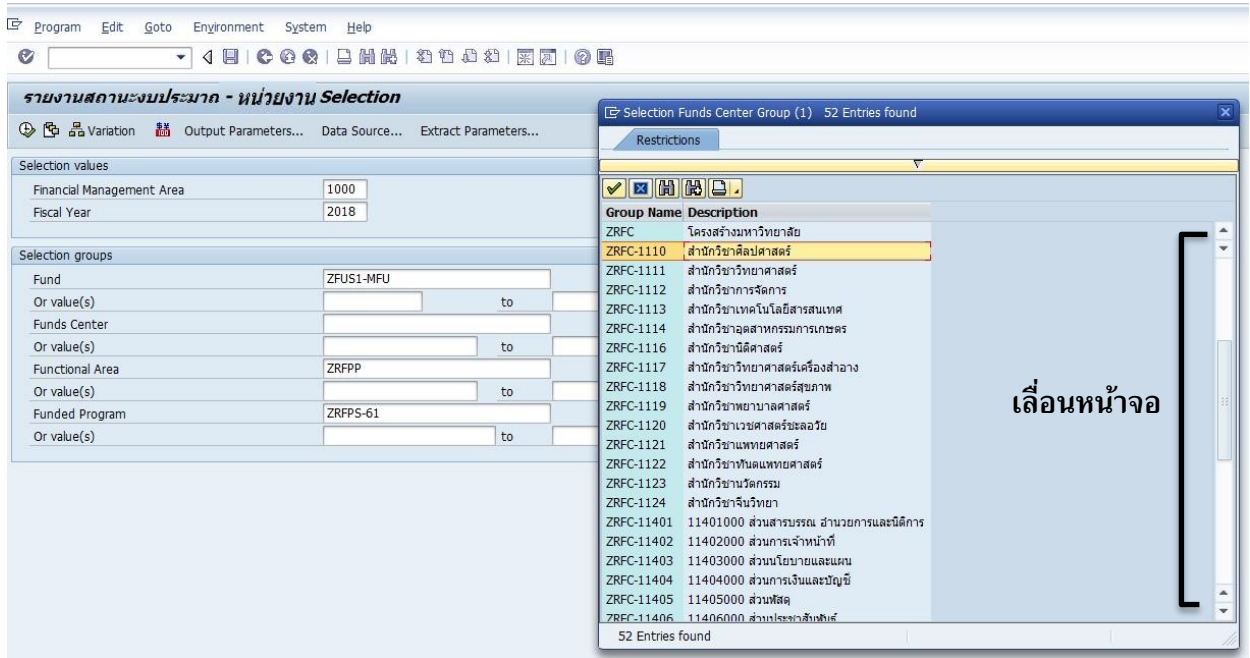 Program Edit Goto Environment System Help
รายงานสถานะงบประมาณ - หน่วยงาน Selection
Variation Output Parameters... Data Source... Extract Parameters...
Selection values
Financial Management Area 1000
Fiscal Year 2018
Selection groups
Fund ZFUS1-MFU
Or value(s) to
Funds Center
Or value(s) to
Functional Area ZRFPP
Or value(s) to
Funded Program ZRFPS-61
Or value(s) to
Selection Funds Center Group (1) 52 Entries found
Restrictions
Group Name Description
ZRFC โครงสร้างมหาวิทยาลัย
ZRFC-1110 สำนักวิชาศิลปศาสตร์
ZRFC-1111 สำนักวิชาวิทยาศาสตร์
ZRFC-1112 สำนักวิชาการจัดการ
ZRFC-1113 สำนักวิชาเทคโนโลยีสารสนเทศ
ZRFC-1114 สำนักวิชาอุตสาหกรรมการเกษตร
ZRFC-1116 สำนักวิชานิติศาสตร์
ZRFC-1117 สำนักวิชาวิทยาศาสตร์เครื่องสำอาง
ZRFC-1118 สำนักวิชาวิทยาศาสตร์สุขภาพ
ZRFC-1119 สำนักวิชาพยาบาลศาสตร์
ZRFC-1120 สำนักวิชาเวชศาสตร์ชะลอวัย
ZRFC-1121 สำนักวิชาแพทยศาสตร์
ZRFC-1122 สำนักวิชาทันตแพทยศาสตร์
ZRFC-1123 สำนักวิชานวัตกรรม
ZRFC-1124 สำนักวิชาจีนวิทยา
ZRFC-11401 11401000 ส่วนสารบรรณ อำนวยการและนิติการ
ZRFC-11402 11402000 ส่วนการเจ้าหน้าที่
ZRFC-11403 11403000 ส่วนนโยบายและแผน
ZRFC-11404 11404000 ส่วนการเงินและบัญชี
ZRFC-11405 11405000 ส่วนพัสดุ
ZRFC-11406 11406000 ส่วนประชาสัมพันธ์
52 Entries found
เลื่อนหน้าจอ